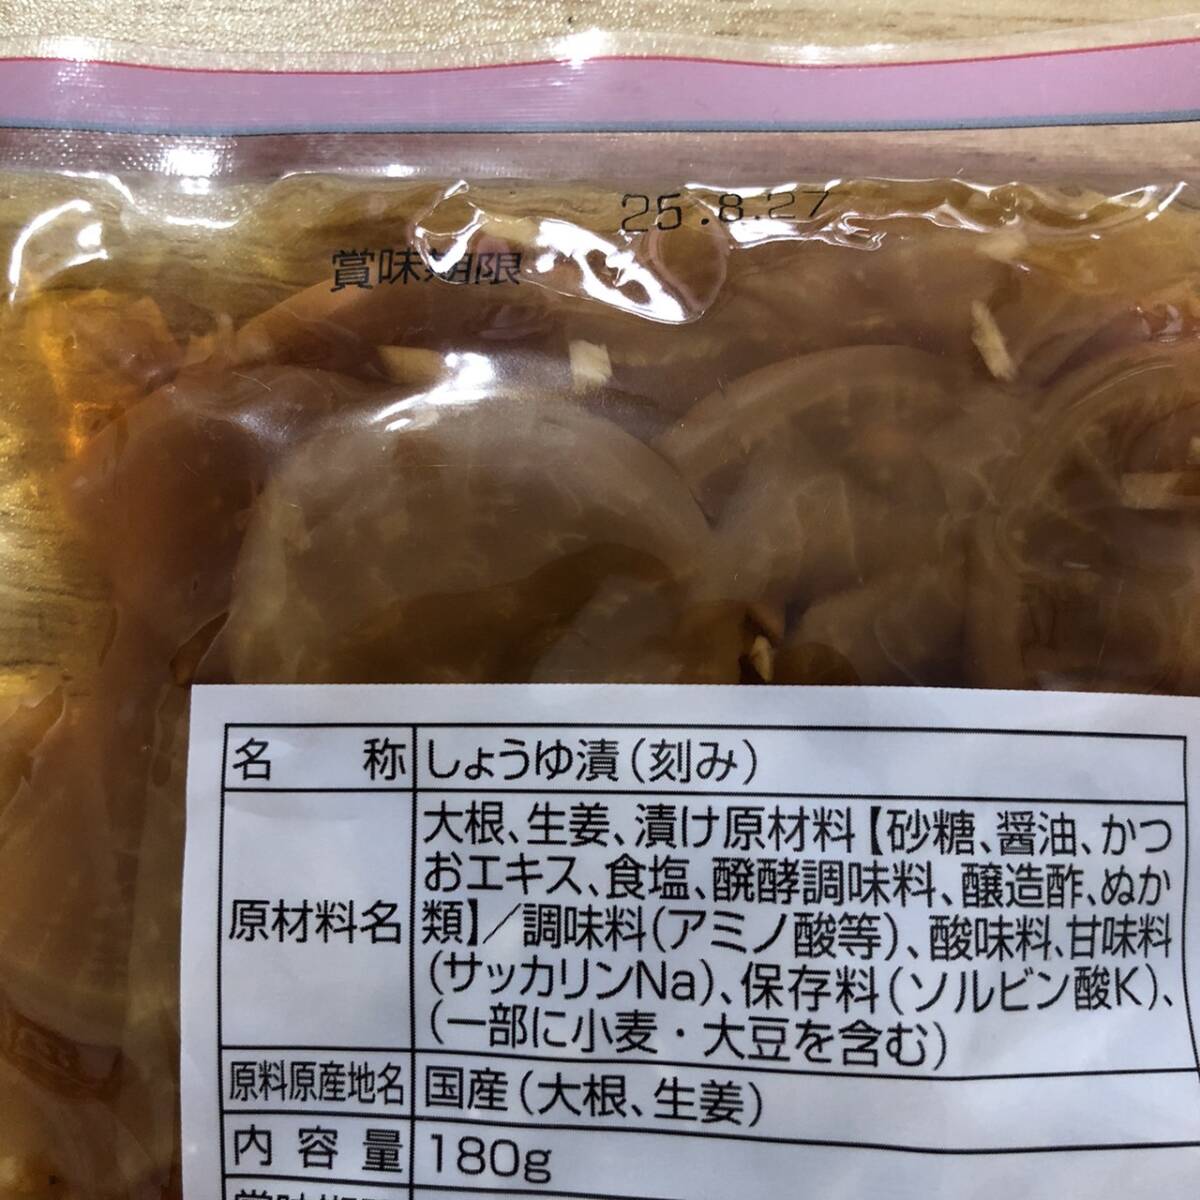 25.8.27
賞味期限
名 称 しょうゆ漬(刻み)
原材料名 大根、生姜、漬け原材料【砂糖、醤油、かつ
おエキス、食塩、醗酵調味料、醸造酢、ぬか
類】／調味料(アミノ酸等)、酸味料、甘味料
(サッカリンNa)、保存料(ソルビン酸K)、
(一部に小麦・大豆を含む)
原料原産地名 国産(大根、生姜)
内容量 180g